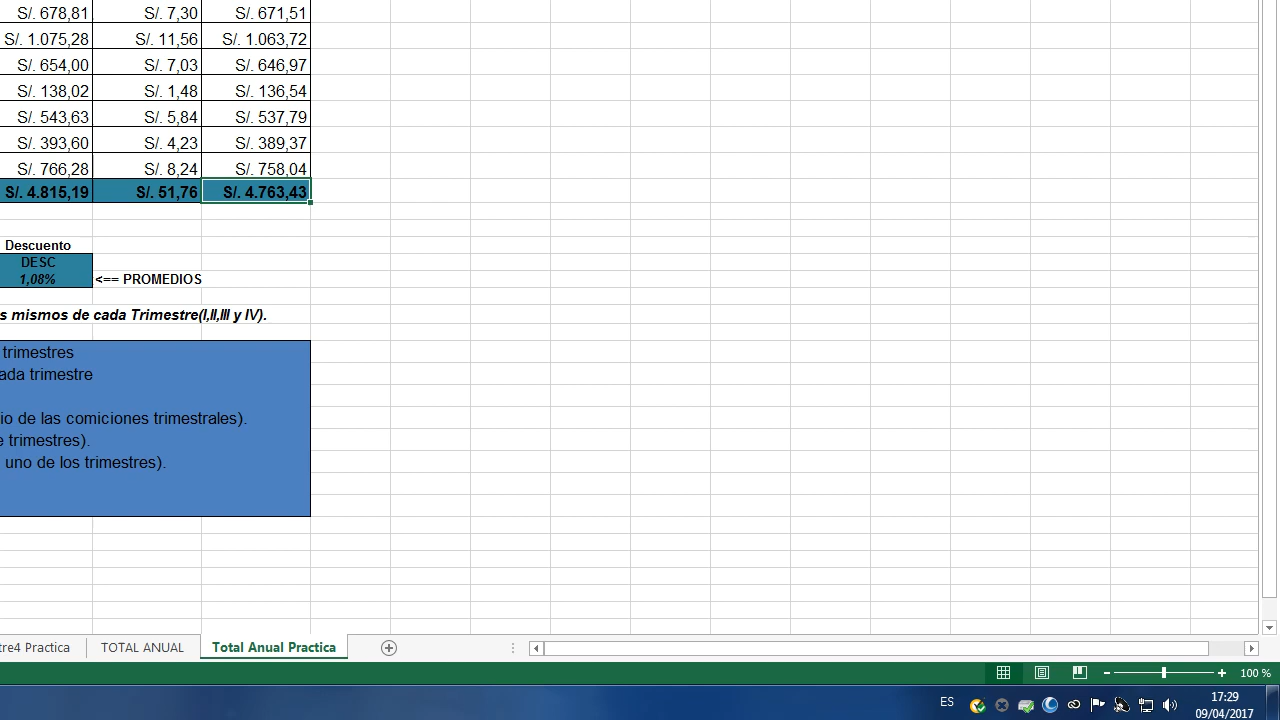 S/. 678,81 S/. 7,30 S/. 671,51
S/. 1.075,28 S/. 11,56 S/. 1.063,72
S/. 654,00 S/. 7,03 S/. 646,97
S/. 138,02 S/. 1,48 S/. 136,54
S/. 543,63 S/. 5,84 S/. 537,79
S/. 393,60 S/. 4,23 S/. 389,37
S/. 766,28 S/. 8,24 S/. 758,04
S/. 4.815,19 S/. 51,76 S/. 4.763,43
Descuento
DESC
1,08% <== PROMEDIOS
s mismos de cada Trimestre(I,II,III y IV).
trimestres
ada trimestre
io de las comiciones trimestrales).
e trimestres).
uno de los trimestres).
tre4 Practica TOTAL ANUAL Total Anual Practica
100 %
ES 17:29
09/04/2017